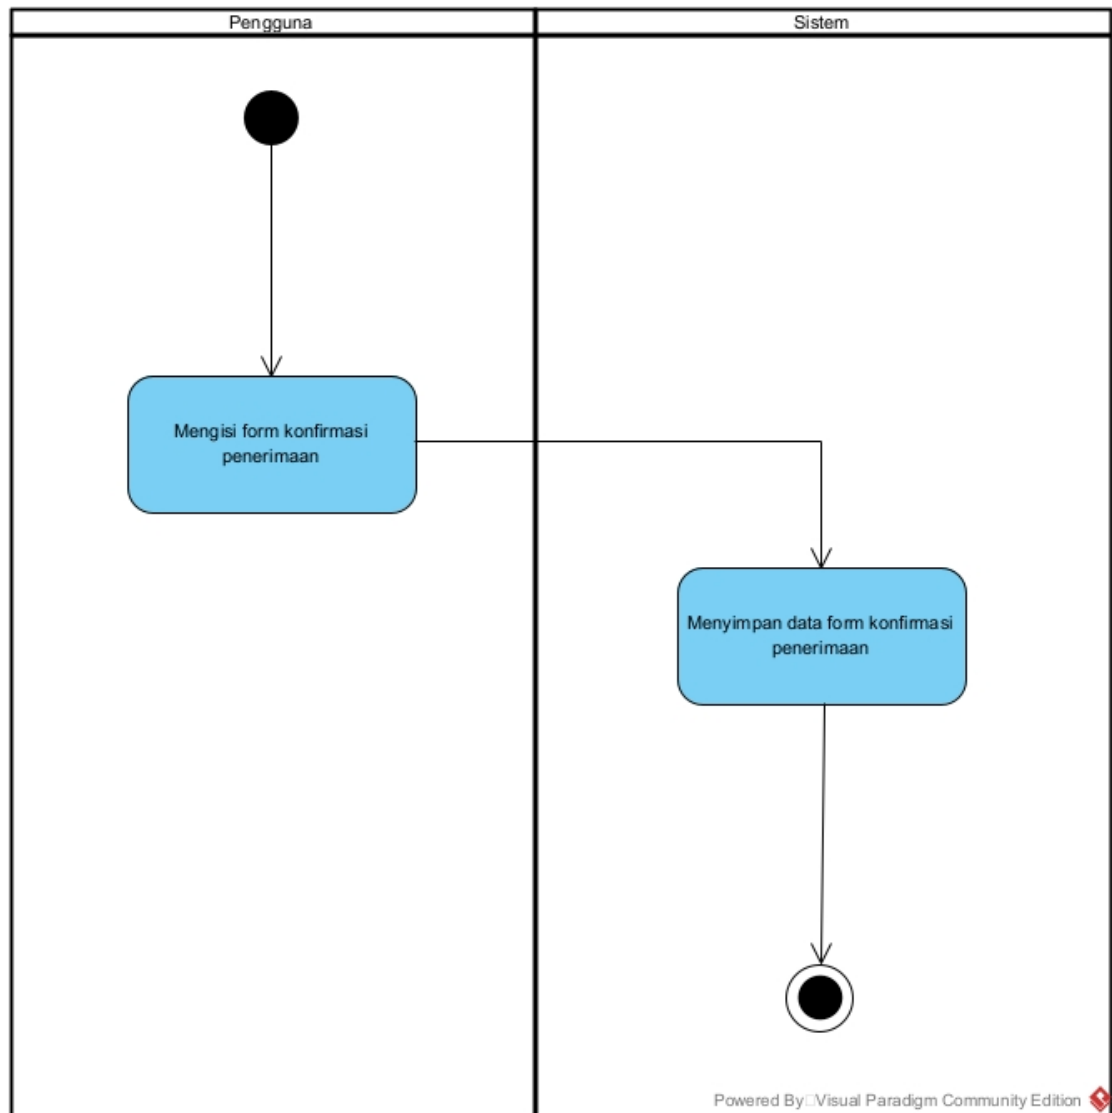 Pengguna
Sistem
Mengisi form konfirmasi
penerimaan
Menyimpan data form konfirmasi
penerimaan
Powered By Visual Paradigm Community Edition